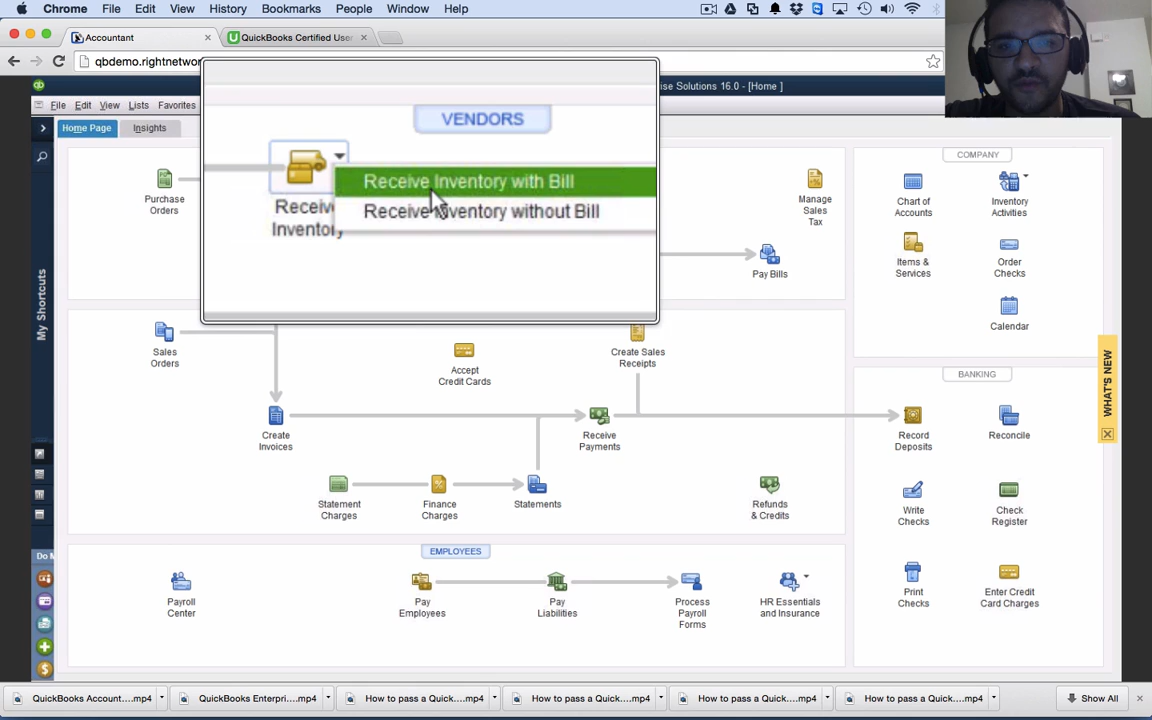 Chrome File Edit View History Bookmarks People Window Help
Accountant
QuickBooks Certified User
qbdemo.rightnetwor
ise Solutions 16.0 - [Home ]
File Edit View Lists Favorites
Home Page
Insights
VENDORS
Receive Inventory with Bill
Receive Inventory without Bill
Inventory
Purchase
Orders
Manage
Sales
Tax
Pay Bills
COMPANY
Chart of
Accounts
Inventory
Activities
Items &
Services
Order
Checks
Calendar
My Shortcuts
Sales
Orders
Accept
Credit Cards
Create Sales
Receipts
Create
Invoices
Receive
Payments
Statement
Charges
Finance
Charges
Statements
Refunds
& Credits
BANKING
Record
Deposits
Reconcile
Write
Checks
Check
Register
Print
Checks
Enter Credit
Card Charges
WHAT'S NEW
EMPLOYEES
Payroll
Center
Pay
Employees
Pay
Liabilities
Process
Payroll
Forms
HR Essentials
and Insurance
Do M
QuickBooks Account....mp4
QuickBooks Enterpri....mp4
How to pass a Quick....mp4
How to pass a Quick....mp4
How to pass a Quick....mp4
How to pass a Quick....mp4
Show All